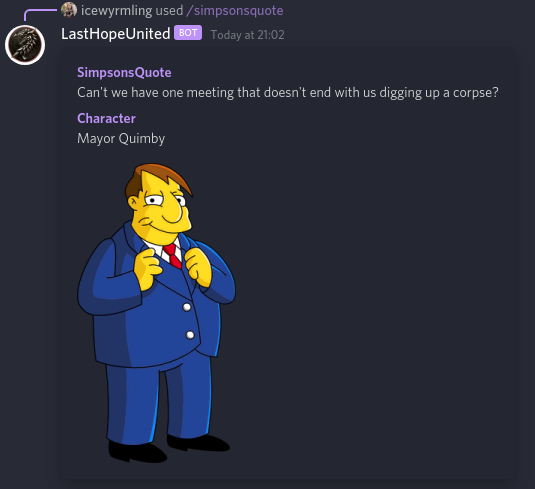 icewyrmling used /simpsonsquote
LastHopeUnited BOT Today at 21:02
SimpsonsQuote
Can't we have one meeting that doesn't end with us digging up a corpse?
Character
Mayor Quimby